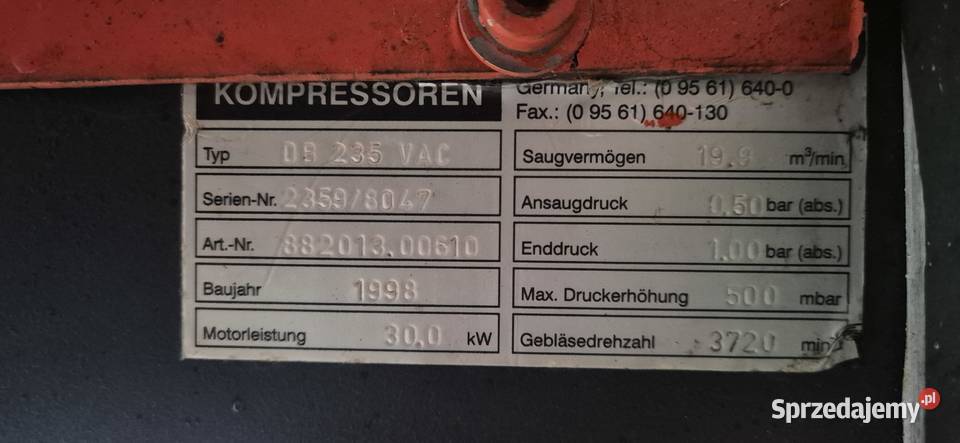 KOMPRESSOREN
Germany, Tel.: (0 95 61) 640-0
Fax.: (0 95 61) 640-130
Typ DB 235 VAC
Serien-Nr. 2359/8047
Art.-Nr. 882013.00610
Baujahr 1998
Motorleistung 30,0 kW
Saugvermögen 19.9 m³/min.
Ansaugdruck 0.50 bar (abs.)
Enddruck 1.00 bar (abs.)
Max. Druckerhöhung 500 mbar
Gebläsedrehzahl 3720
Sprzedajemy.pl